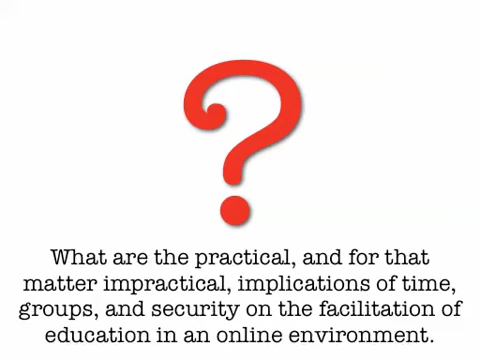 ?
What are the practical, and for that
matter impractical, implications of time,
groups, and security on the facilitation of
education in an online environment.